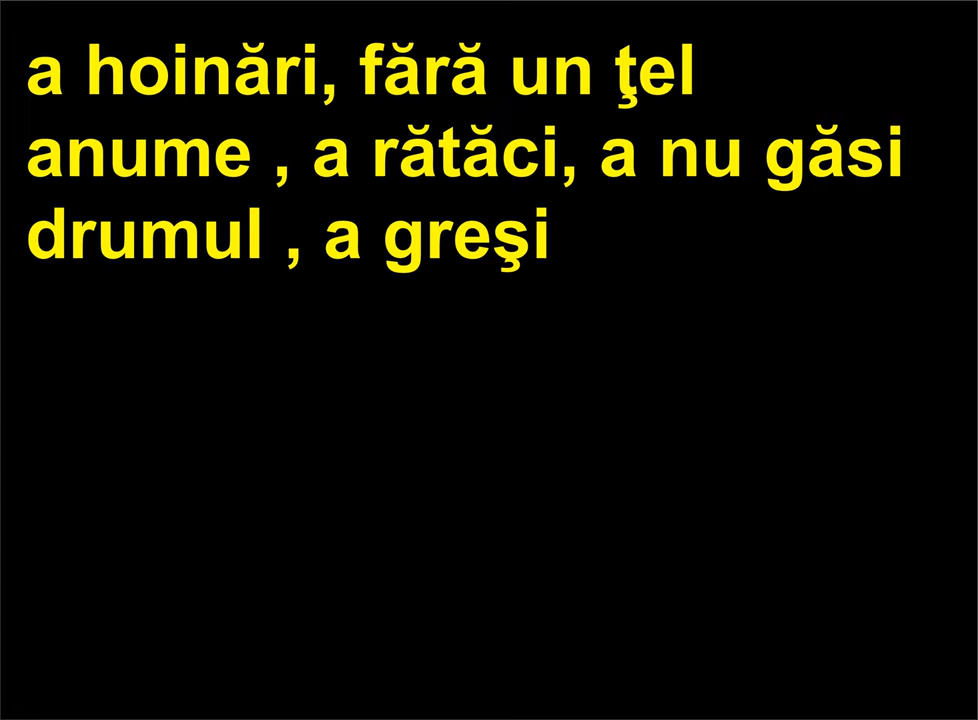 a hoinări, fără un ţel
anume , a rătăci, a nu găsi
drumul , a greşi